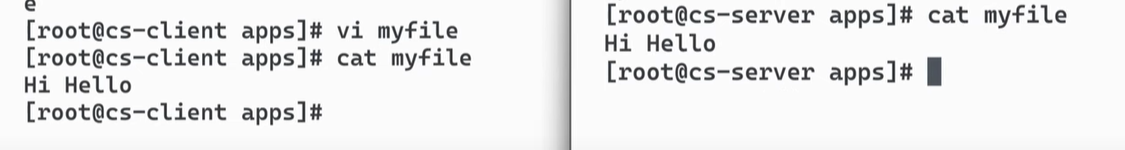 e
[root@cs-client apps]# vi myfile
[root@cs-client apps]# cat myfile
Hi Hello
[root@cs-client apps]#
[root@cs-server apps]# cat myfile
Hi Hello
[root@cs-server apps]#